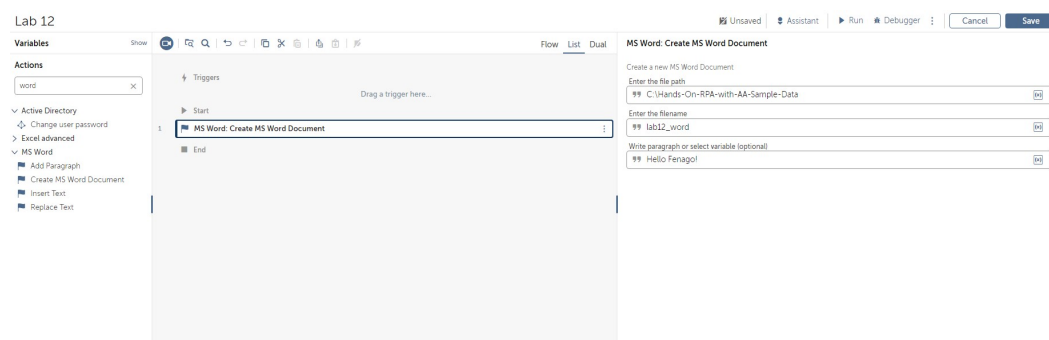 Lab 12
Unsaved
Assistant
Run
Debugger
Cancel
Save
Variables
Show
Flow List Dual
Actions
word
Active Directory
Change user password
Excel advanced
MS Word
Add Paragraph
Create MS Word Document
Insert Text
Replace Text
Triggers
Drag a trigger here...
Start
1 MS Word: Create MS Word Document
End
MS Word: Create MS Word Document
Create a new MS Word Document
Enter the file path
C:\Hands-On-RPA-with-AA-Sample-Data
(x)
Enter the filename
lab12_word
(x)
Write paragraph or select variable (optional)
Hello Fenago!
(x)